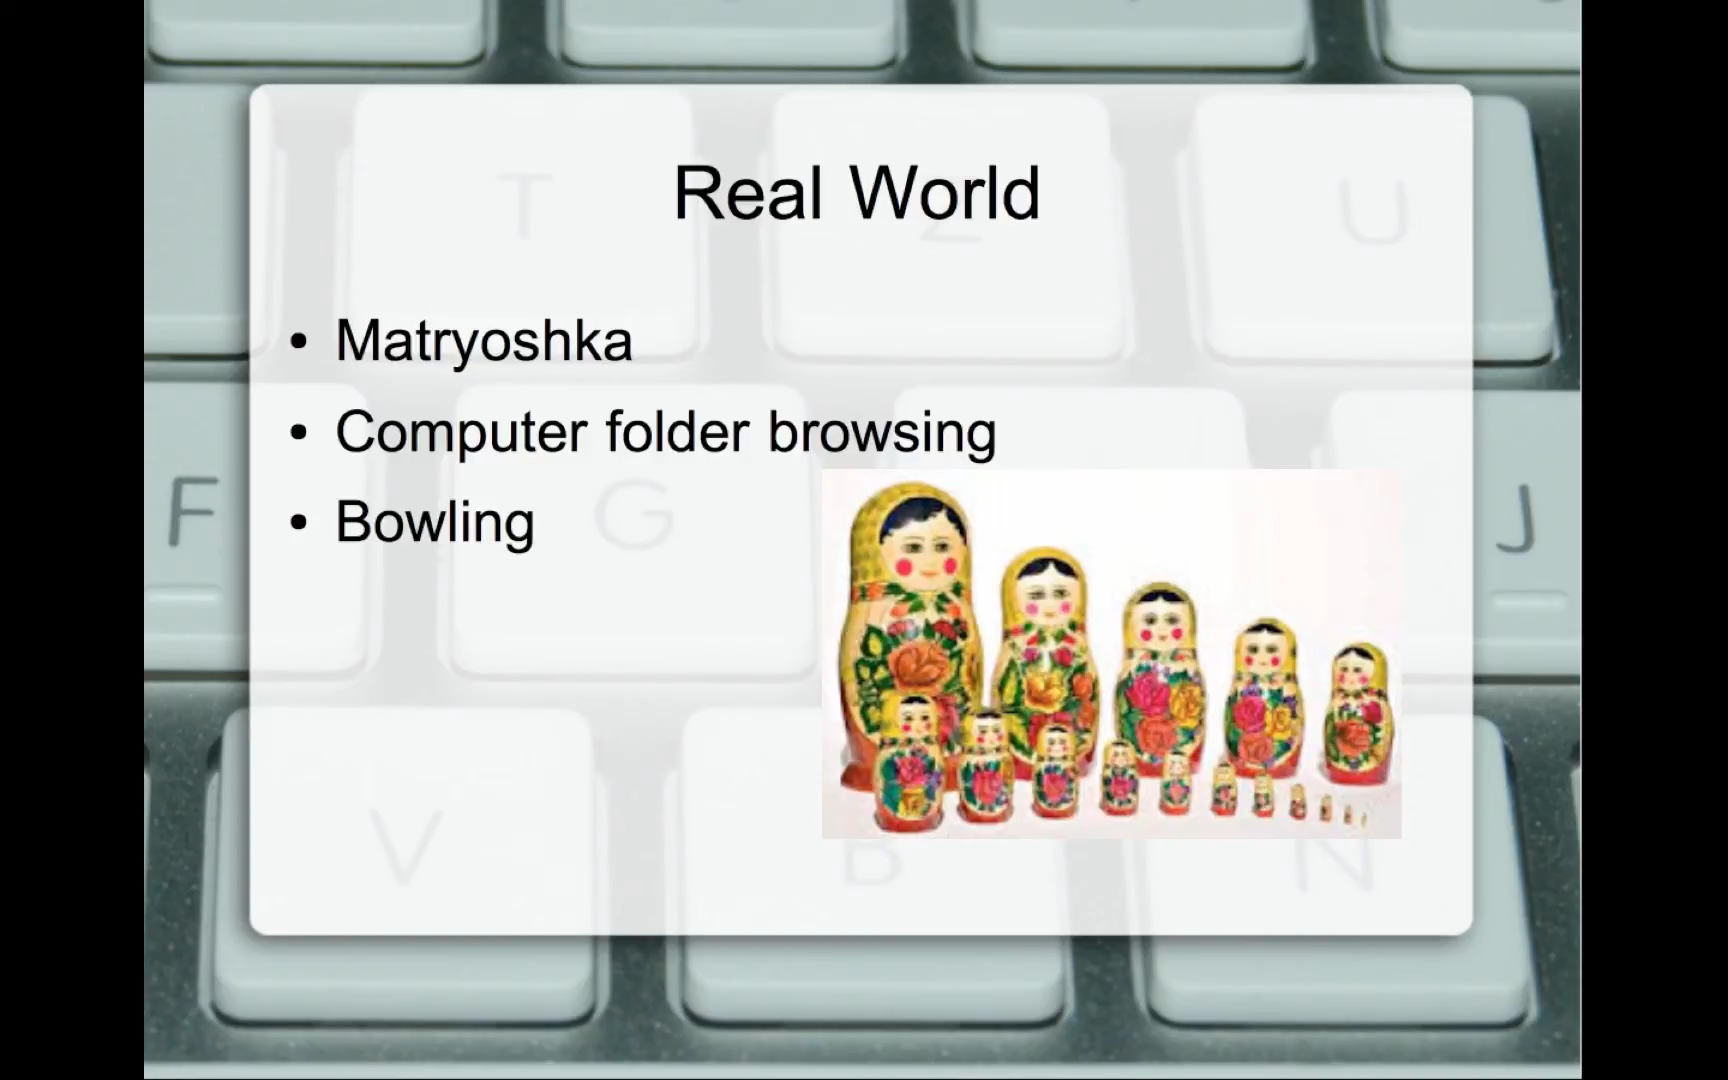 Real World
• Matryoshka
• Computer folder browsing
• Bowling
T
Z
U
F
G
J
V
B
N